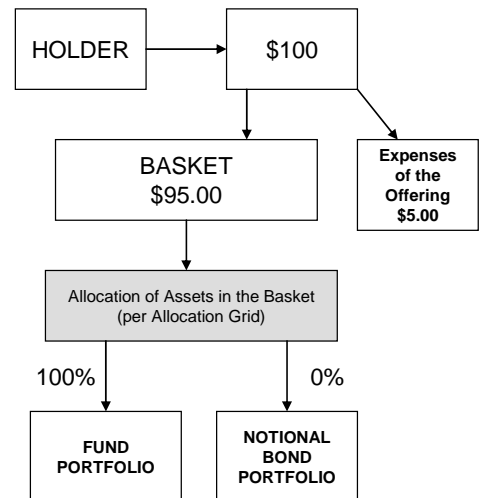 HOLDER
$100
BASKET
$95.00
Expenses
of the
Offering
$5.00
Allocation of Assets in the Basket
(per Allocation Grid)
100%
0%
FUND
PORTFOLIO
NOTIONAL
BOND
PORTFOLIO